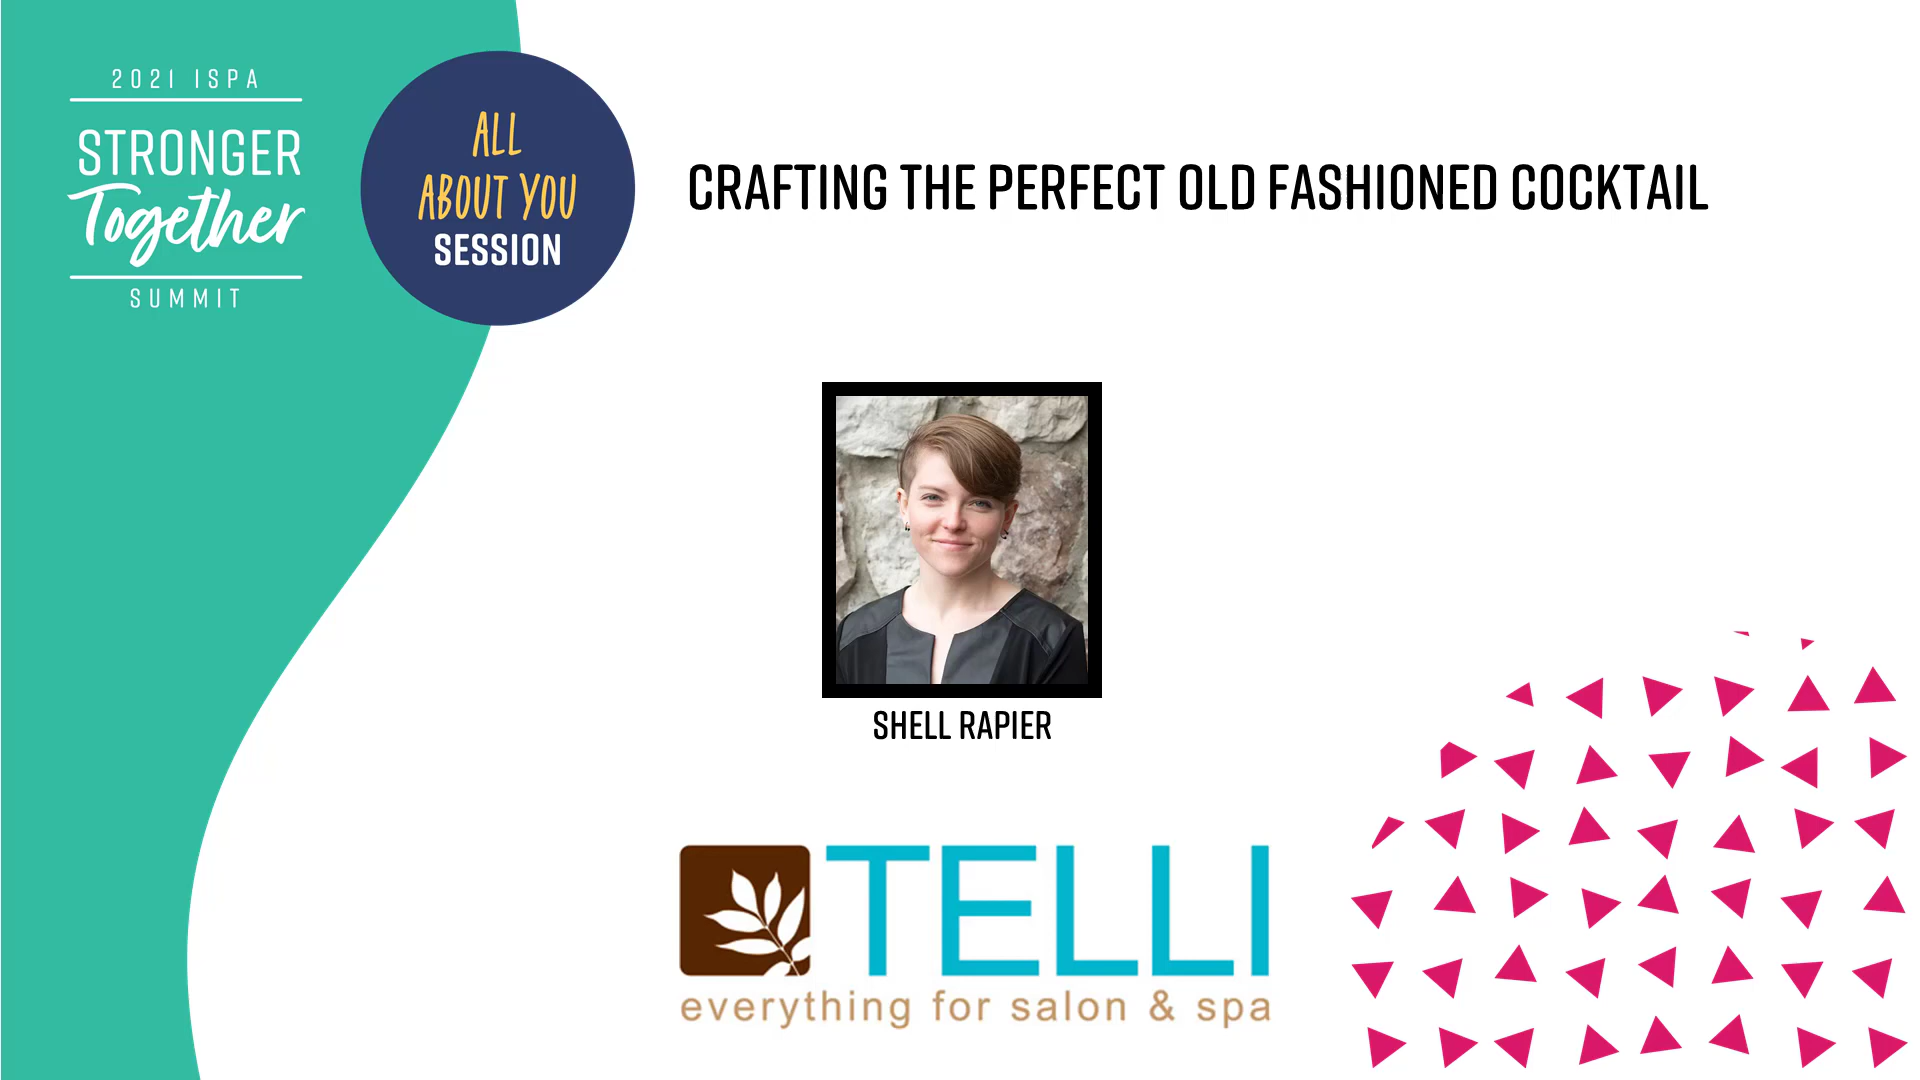 2021 ISPA
STRONGER
Together
SUMMIT
ALL
ABOUT YOU
SESSION
CRAFTING THE PERFECT OLD FASHIONED COCKTAIL
SHELL RAPIER
TELLI
everything for salon & spa